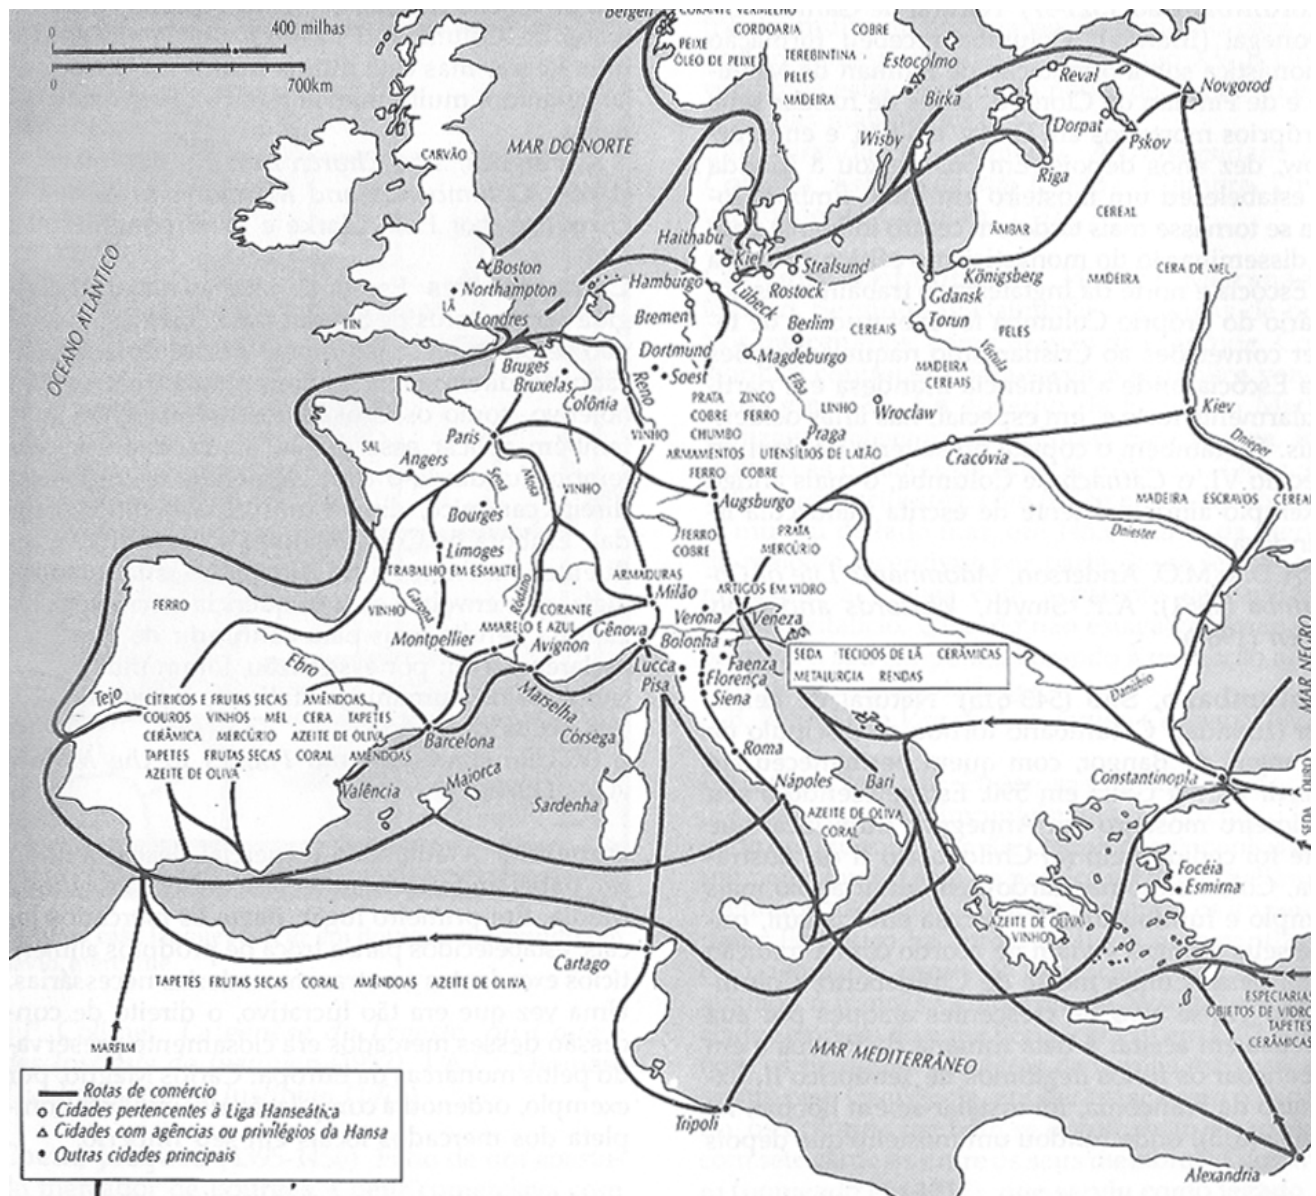 0
400 milhas
0
700km
Bergen
CORANTE VERMELHO
CORDOARIA
COBRE
PEIXE
ÓLEO DE PEIXE
TEREBINTINA
PELES
MADEIRA
Estocolmo
Birka
Reval
Novgorod
Dorpat
Pskov
Wisby
Riga
MAR DO NORTE
CARVÃO
CEREAL
ÂMBAR
OCEANO ATLÂNTICO
Haithabu
Kiel
Stralsund
Königsberg
MADEIRA
CERA DE MEL
Boston
Northampton
LÃ
Londres
TIN
Hamburgo
Lübeck
Rostock
Gdansk
Bremen
Berlim
CEREAIS
Torun
PELES
Dortmund
Magdeburgo
Vístula
Bruges
Bruxelas
Soest
Colônia
Reno
Elba
MADEIRA
CEREAIS
PRATA ZINCO
COBRE FERRO
CHUMBO
LINHO
Wroclaw
Kiev
Dnieper
Paris
SAL
VINHO
Praga
ARMAMENTOS UTENSÍLIOS DE LATÃO
FERRO COBRE
Cracóvia
Angers
Sena
Mosa
VINHO
Augsburgo
MADEIRA ESCRAVOS CEREAI
Bourges
Dniester
FERRO
COBRE
PRATA
MERCÚRIO
Limoges
TRABALHO EM ESMALTE
ARMADURAS
ARTIGOS EM VIDRO
FERRO
VINHO
Garona
Ródano
CORANTE
AMARELO E AZUL
Milão
Verona
Veneza
Montpellier
Avignon
Gênova
Bolonha
SEDA TECIDOS DE LÃ CERÂMICAS
METALURGIA RENDAS
Lucca
Faenza
Florença
Pisa
Siena
Danúbio
MAR NEGRO
Ebro
Tejo
Marselha
CÍTRICOS E FRUTAS SECAS AMÊNDOAS
COUROS VINHOS MEL CERA TAPETES
CERÂMICA MERCÚRIO AZEITE DE OLIVA
TAPETES FRUTAS SECAS CORAL AMÊNDOAS
AZEITE DE OLIVA
Barcelona
Córsega
Roma
Valência
Maiorca
Sardenha
Nápoles
Bari
Constantinopla
SEDA
AZEITE DE OLIVA
CORAL
Focéia
Esmirna
AZEITE DE OLIVA
VINHO
Cartago
TAPETES FRUTAS SECAS CORAL AMÊNDOAS AZEITE DE OLIVA
ESPECIARIAS
OBJETOS DE VIDRO
TAPETES
CERÂMICAS
MARFIM
MAR MEDITERRÂNEO
Trípoli
Alexandria
Rotas de comércio
Cidades pertencentes à Liga Hanseática
Cidades com agências ou privilégios da Hansa
Outras cidades principais